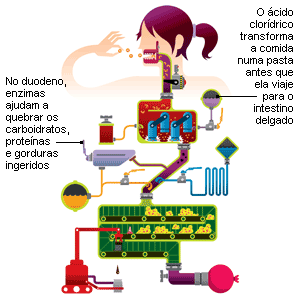 O ácido
clorídrico
transforma
a comida
numa pasta
antes que
ela viaje
para o
intestino
delgado
No duodeno,
enzimas
ajudam a
quebrar os
carboidratos,
proteínas
e gorduras
ingeridos